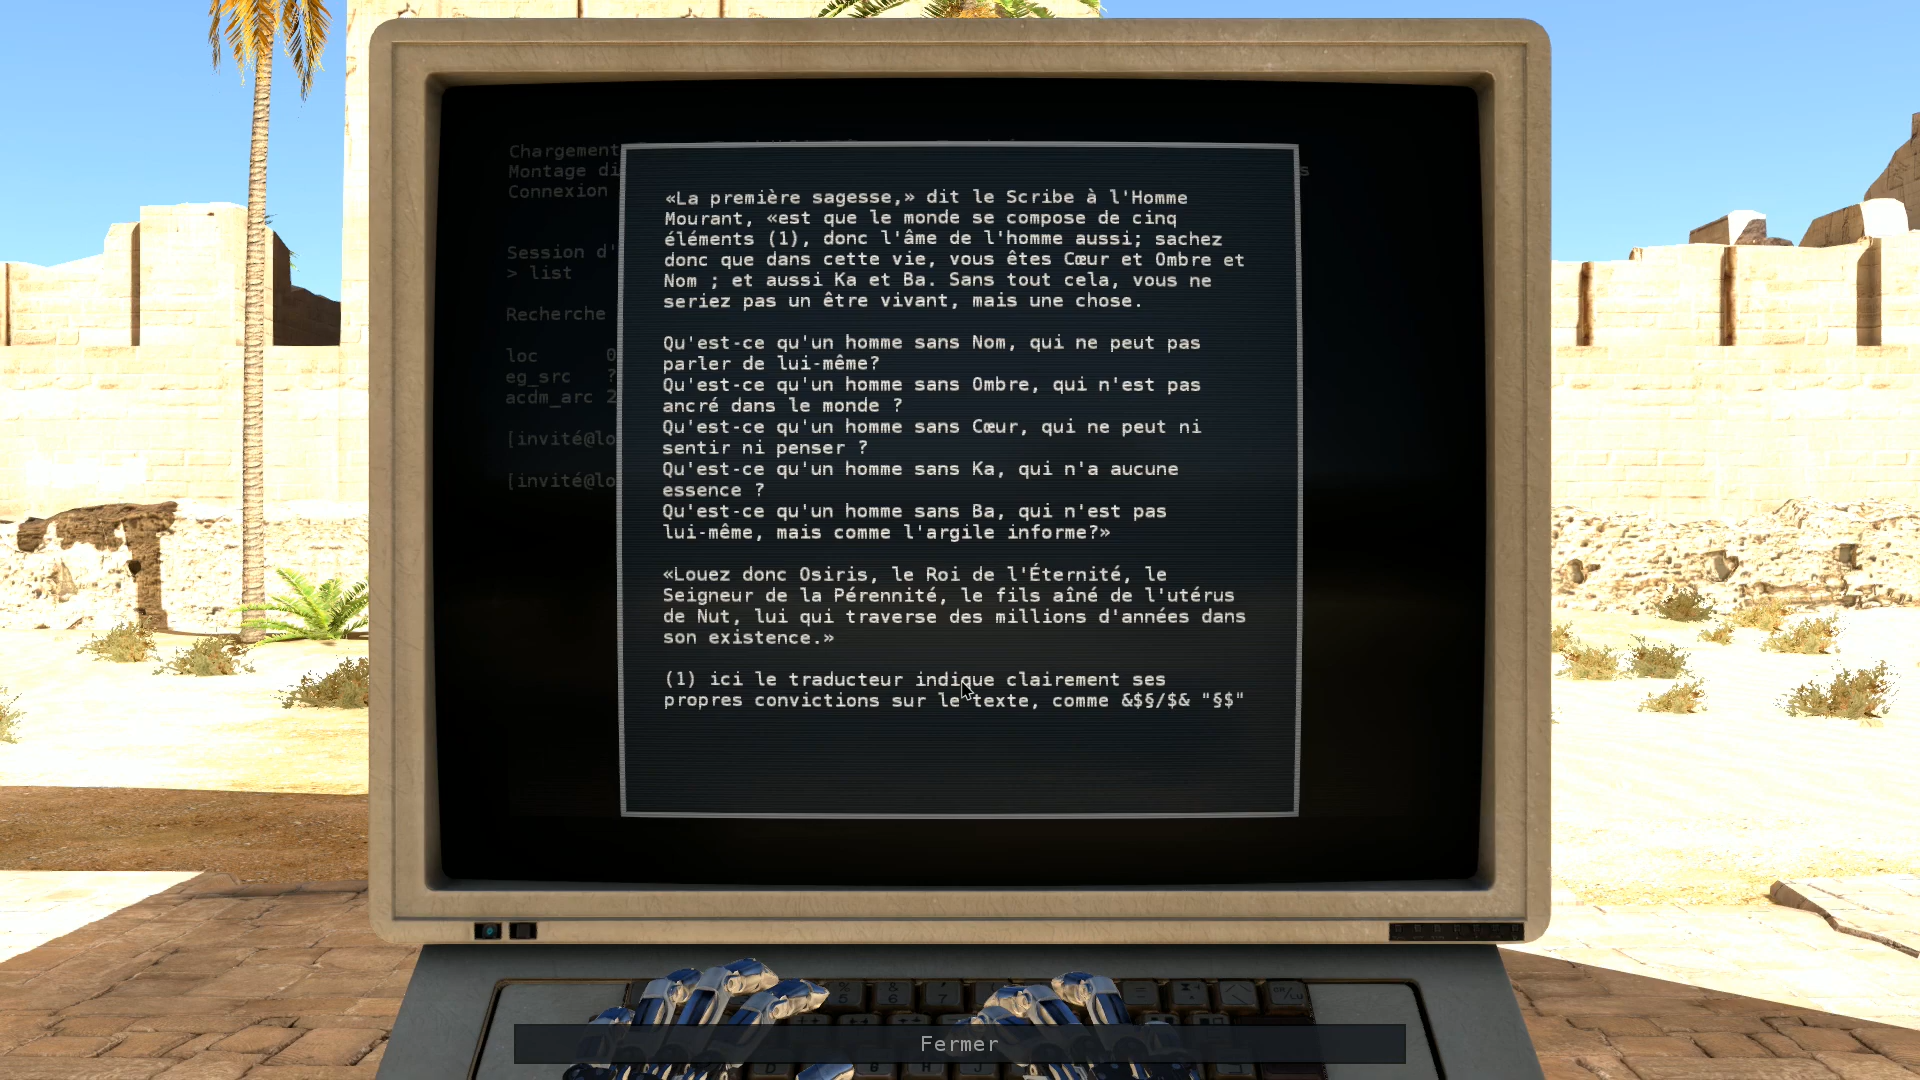 Chargement
Montage di
Connexion
Session d'
> list
Recherche
loc 0
eg_src ?
acdm_arc 2
[invité@lo
[invité@lo
«La première sagesse,» dit le Scribe à l'Homme
Mourant, «est que le monde se compose de cinq
éléments (1), donc l'âme de l'homme aussi; sachez
donc que dans cette vie, vous êtes Cœur et Ombre et
Nom ; et aussi Ka et Ba. Sans tout cela, vous ne
seriez pas un être vivant, mais une chose.
Qu'est-ce qu'un homme sans Nom, qui ne peut pas
parler de lui-même?
Qu'est-ce qu'un homme sans Ombre, qui n'est pas
ancré dans le monde ?
Qu'est-ce qu'un homme sans Cœur, qui ne peut ni
sentir ni penser ?
Qu'est-ce qu'un homme sans Ka, qui n'a aucune
essence ?
Qu'est-ce qu'un homme sans Ba, qui n'est pas
lui-même, mais comme l'argile informe?»
«Louez donc Osiris, le Roi de l'Éternité, le
Seigneur de la Pérennité, le fils aîné de l'utérus
de Nut, lui qui traverse des millions d'années dans
son existence.»
(1) ici le traducteur indique clairement ses
propres convictions sur le texte, comme &$§/$& "§$"
Fermer